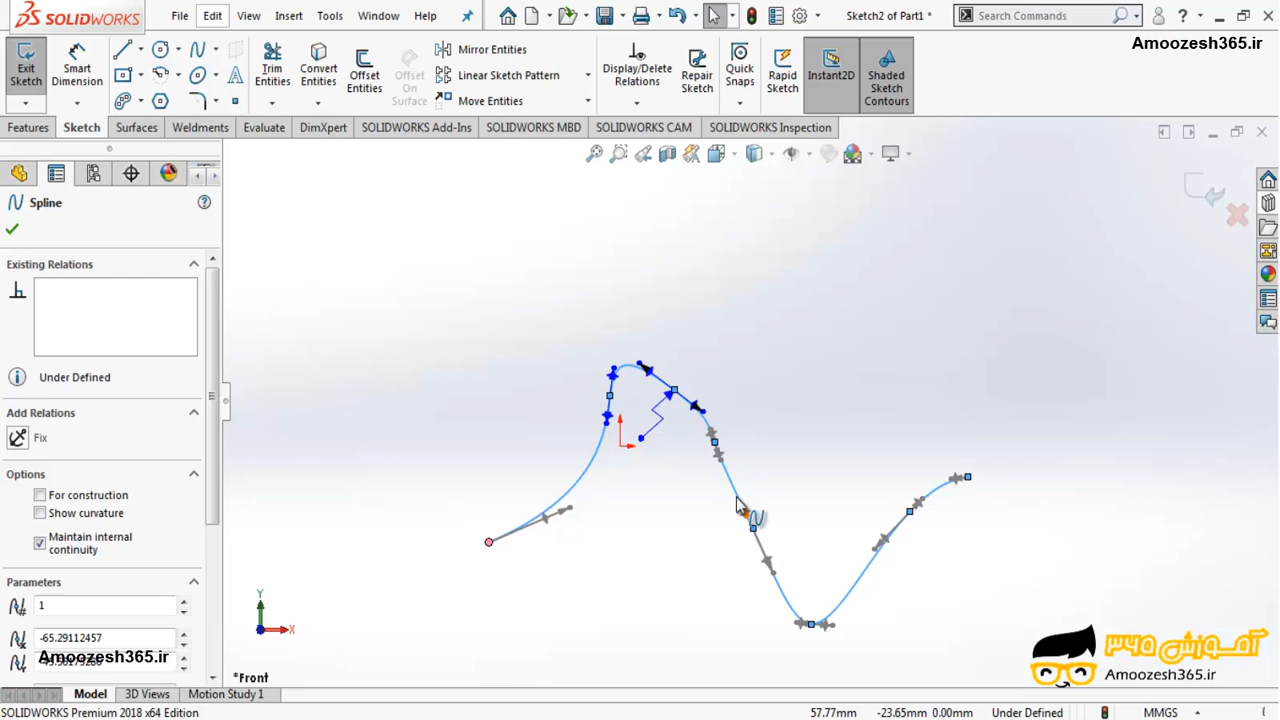 SOLIDWORKS
File Edit View Insert Tools Window Help
Sketch2 of Part1 *
Search Commands
Amoozesh365.ir
Exit Sketch
Smart Dimension
Trim Entities
Convert Entities
Offset Entities
Offset On Surface
Mirror Entities
Linear Sketch Pattern
Move Entities
Display/Delete Relations
Repair Sketch
Quick Snaps
Rapid Sketch
Instant2D
Shaded Sketch Contours
Features Sketch Surfaces Weldments Evaluate DimXpert SOLIDWORKS Add-Ins SOLIDWORKS MBD SOLIDWORKS CAM SOLIDWORKS Inspection
Spline
Existing Relations
Under Defined
Add Relations
Fix
Options
For construction
Show curvature
Maintain internal
continuity
Parameters
1
-65.29112457
Amoozesh365.ir
Y
X
*Front
آمـوزش ۳۶۵
Amoozesh365.ir
Model 3D Views Motion Study 1
SOLIDWORKS Premium 2018 x64 Edition
57.77mm -23.65mm 0.00mm Under Defined MMGS